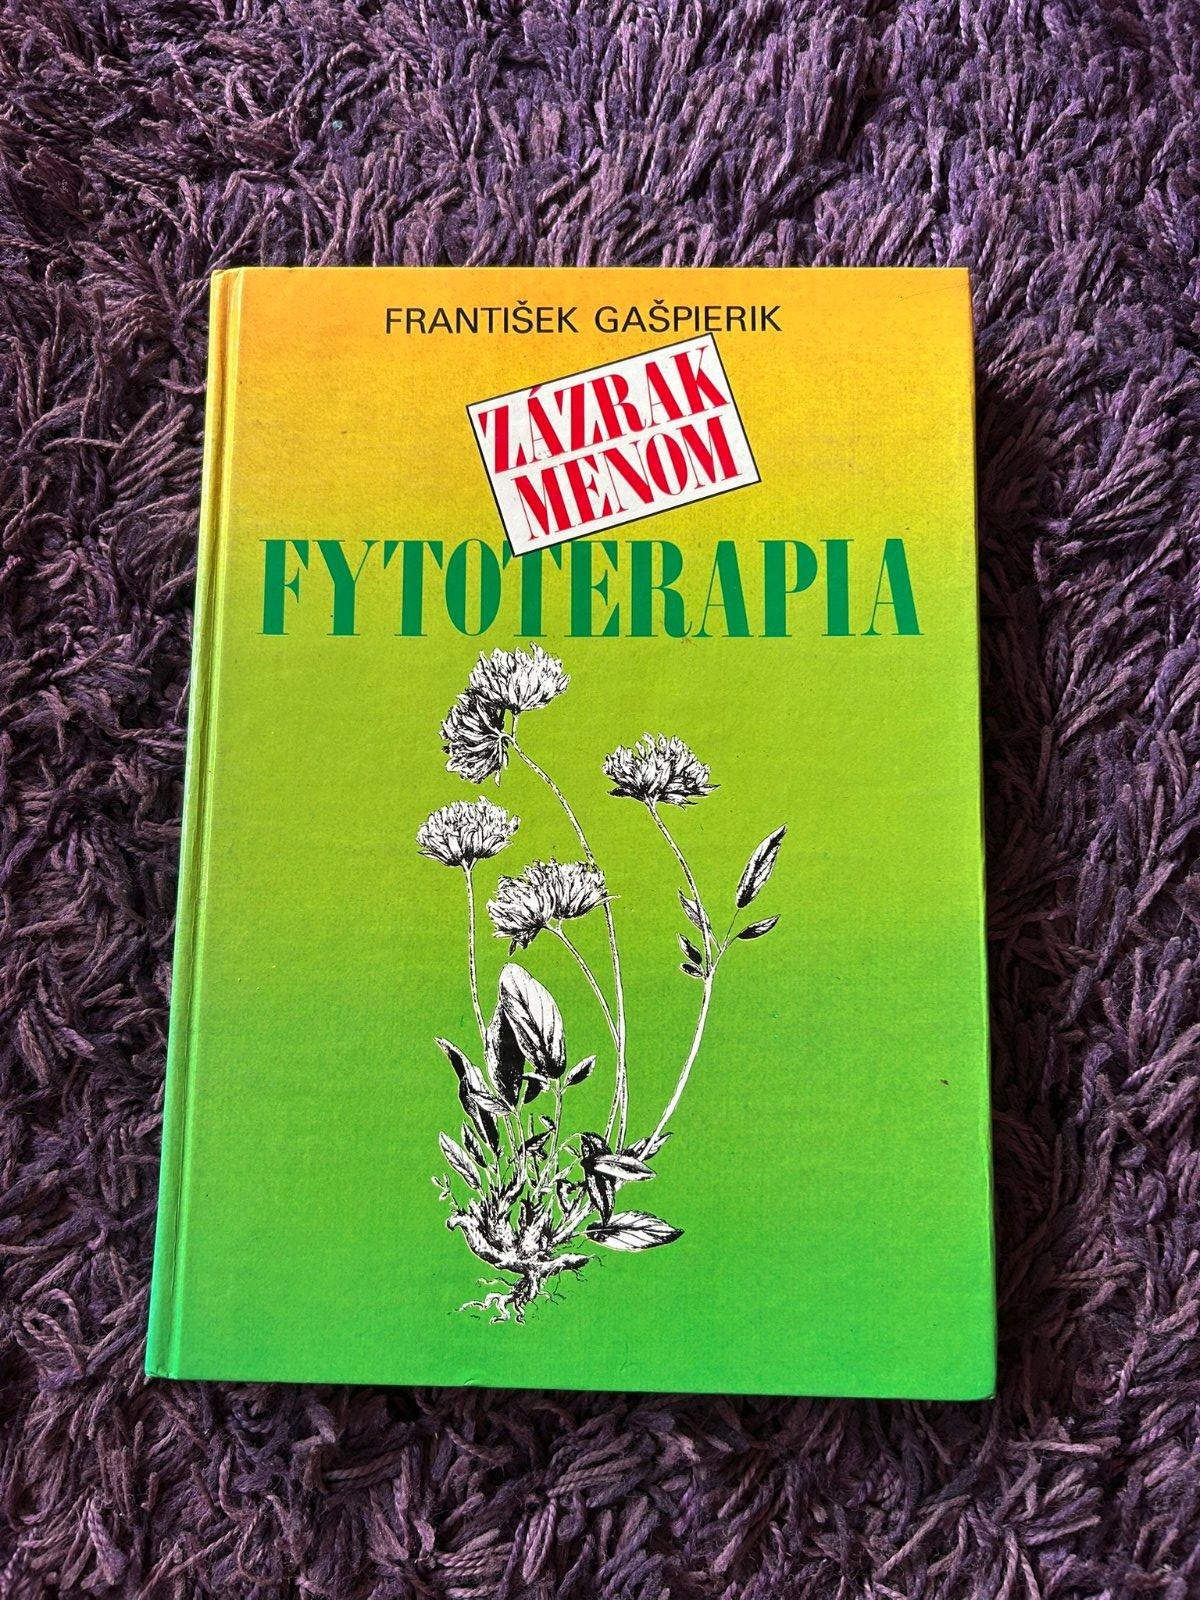 FRANTIŠEK GAŠPIERIK
ZÁZRAK
MENOM
FYTOTERAPIA